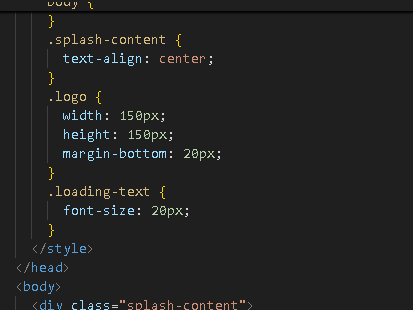 body {
}
.splash-content {
text-align: center;
}
.logo {
width: 150px;
height: 150px;
margin-bottom: 20px;
}
.loading-text {
font-size: 20px;
}
</style>
</head>
<body>
<div class="splash-content">